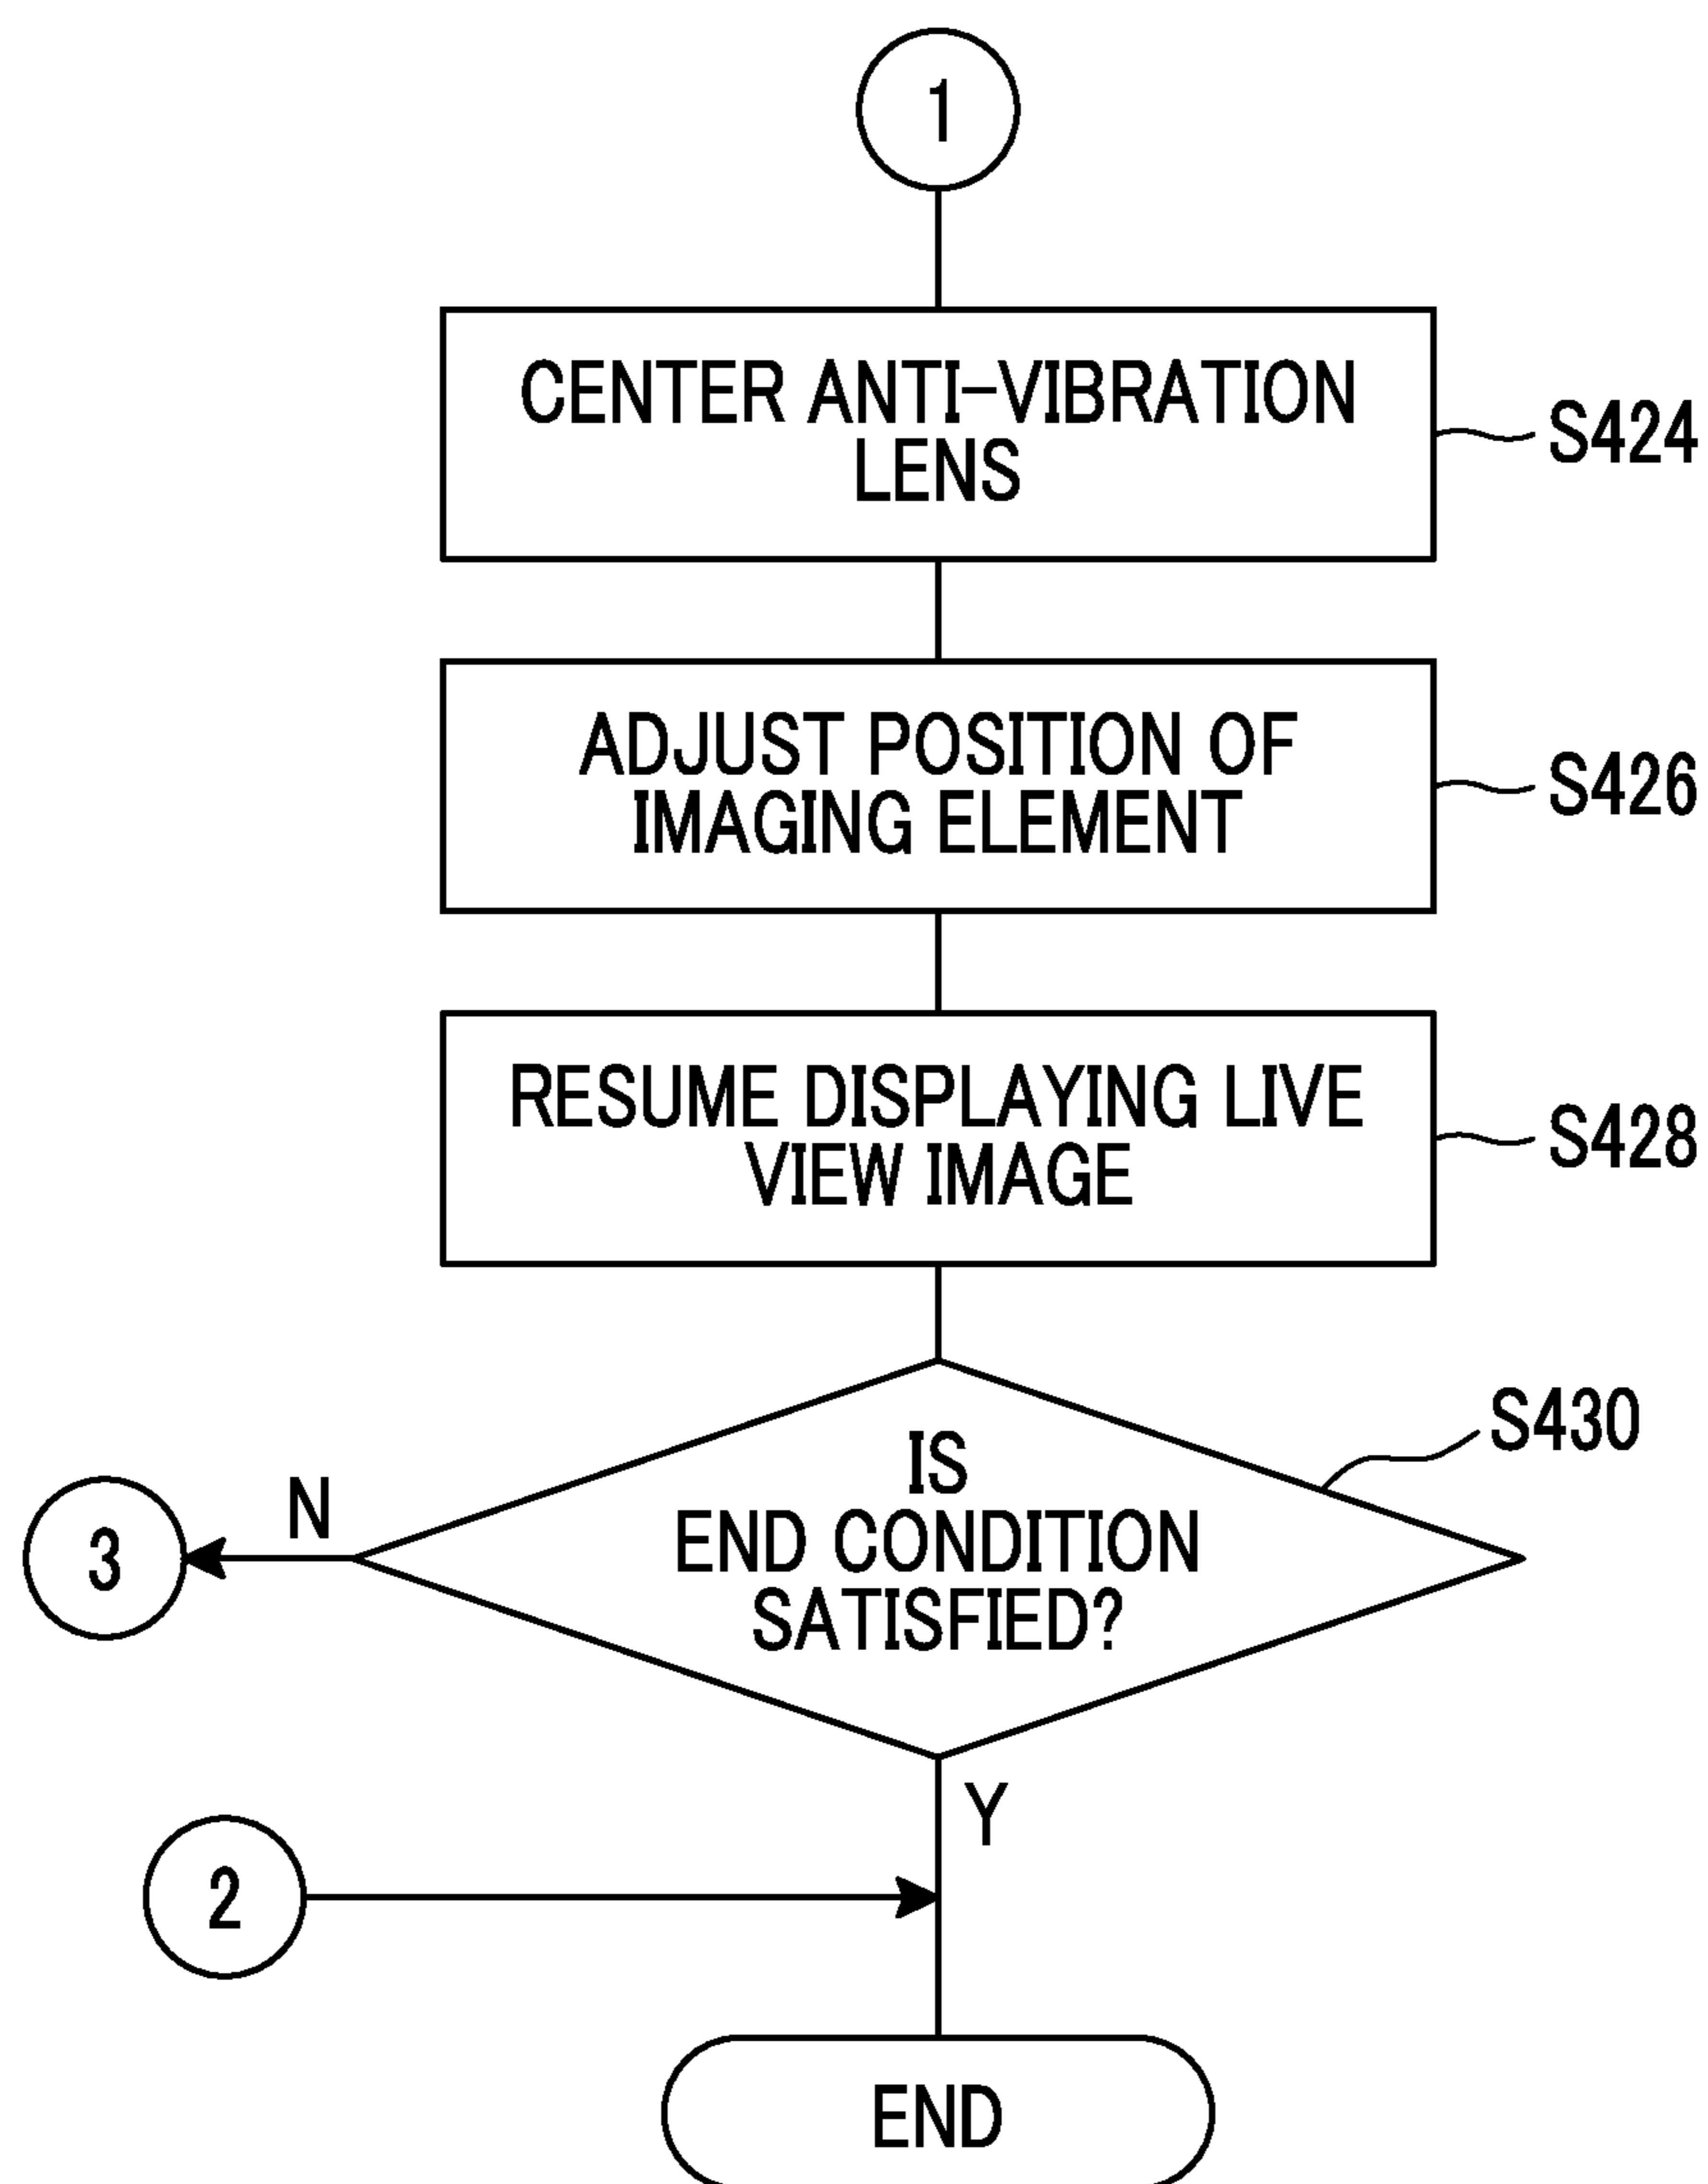 1
CENTER ANTI-VIBRATION
LENS
S424
ADJUST POSITION OF
IMAGING ELEMENT
S426
RESUME DISPLAYING LIVE
VIEW IMAGE
S428
S430
IS
END CONDITION
SATISFIED?
N
3
Y
2
END